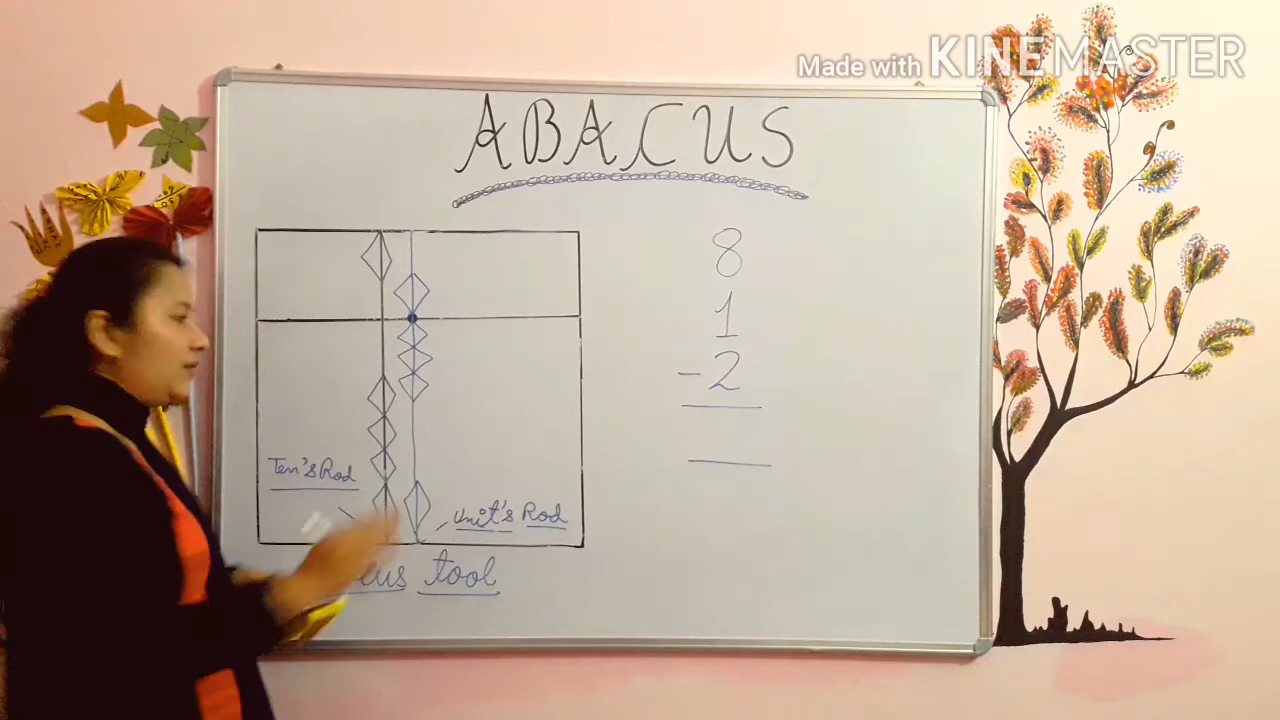 Made with KINEMASTER
ABACUS
8
1
-2
Ten's Rod
Unit's Rod
tool